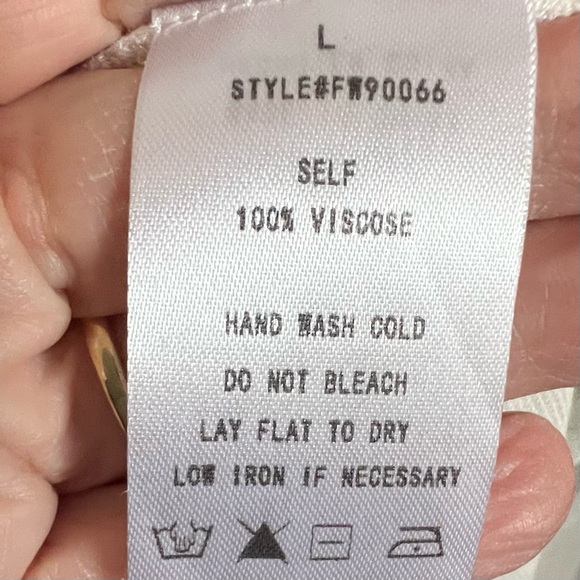 L
STYLE#FW90066
SELF
100% VISCOSE
HAND WASH COLD
DO NOT BLEACH
LAY FLAT TO DRY
LOW IRON IF NECESSARY